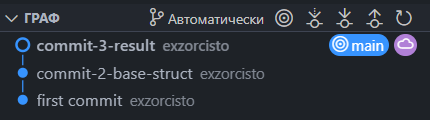 ГРАФ Автоматически
commit-3-result exzorcisto main
commit-2-base-struct exzorcisto
first commit exzorcisto